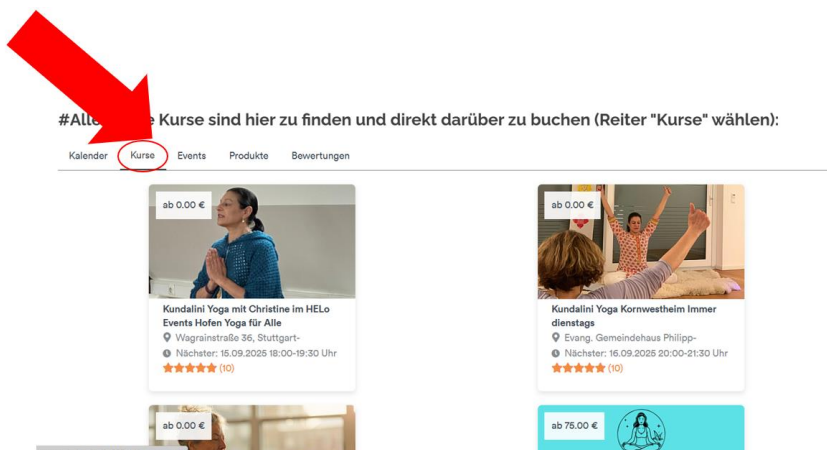 #Alle Kurse sind hier zu finden und direkt darüber zu buchen (Reiter "Kurse" wählen):
Kalender Kurse Events Produkte Bewertungen
ab 0.00 €
Kundalini Yoga mit Christine im HELo
Events Hofen Yoga für Alle
Wagrainstraße 36, Stuttgart-
Nächster: 15.09.2025 18:00-19:30 Uhr
(10)
ab 0.00 €
Kundalini Yoga Kornwestheim Immer
dienstags
Evang. Gemeindehaus Philipp-
Nächster: 16.09.2025 20:00-21:30 Uhr
(10)
ab 0.00 €
ab 75.00 €